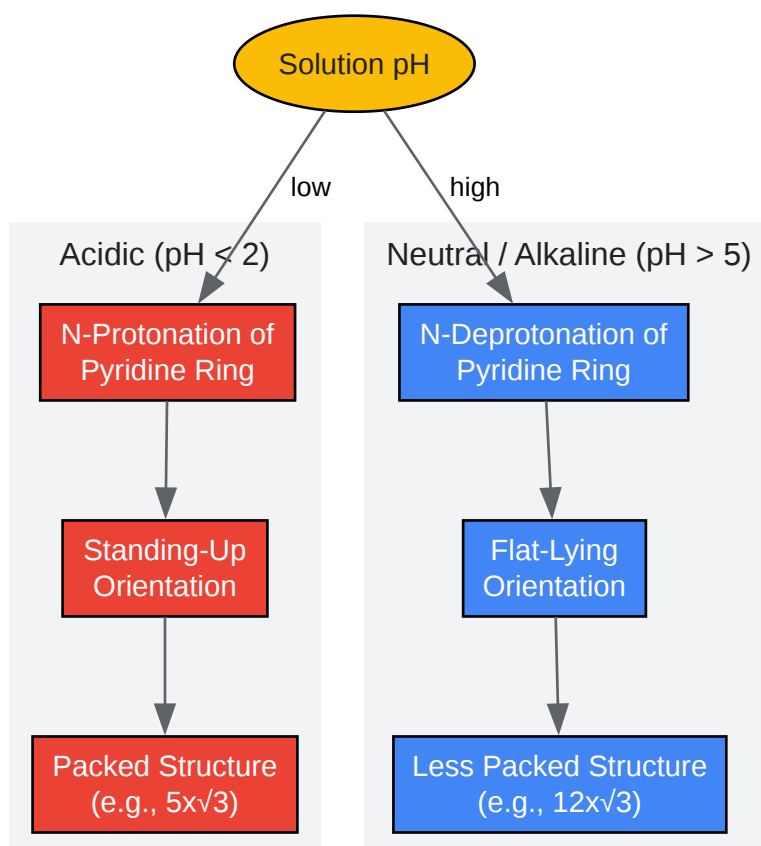 Solution pH
low
high
Acidic (pH < 2)
Neutral / Alkaline (pH > 5)
N-Protonation of
Pyridine Ring
N-Deprotonation of
Pyridine Ring
Standing-Up
Orientation
Flat-Lying
Orientation
Packed Structure
(e.g., 5x√3)
Less Packed Structure
(e.g., 12x√3)